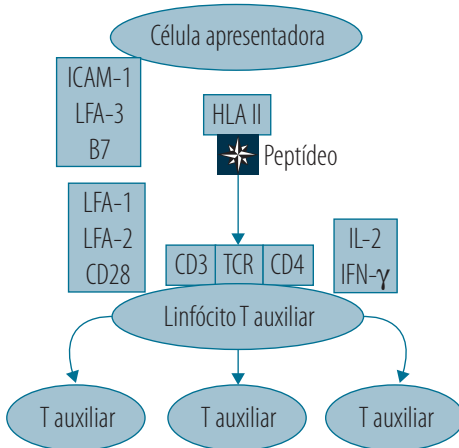 Célula apresentadora
ICAM-1
LFA-3
B7
HLA II
Peptídeo
LFA-1
LFA-2
CD28
CD3 TCR CD4
IL-2
IFN-γ
Linfócito T auxiliar
T auxiliar T auxiliar T auxiliar